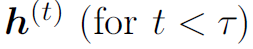 h^(t) (for t < τ)